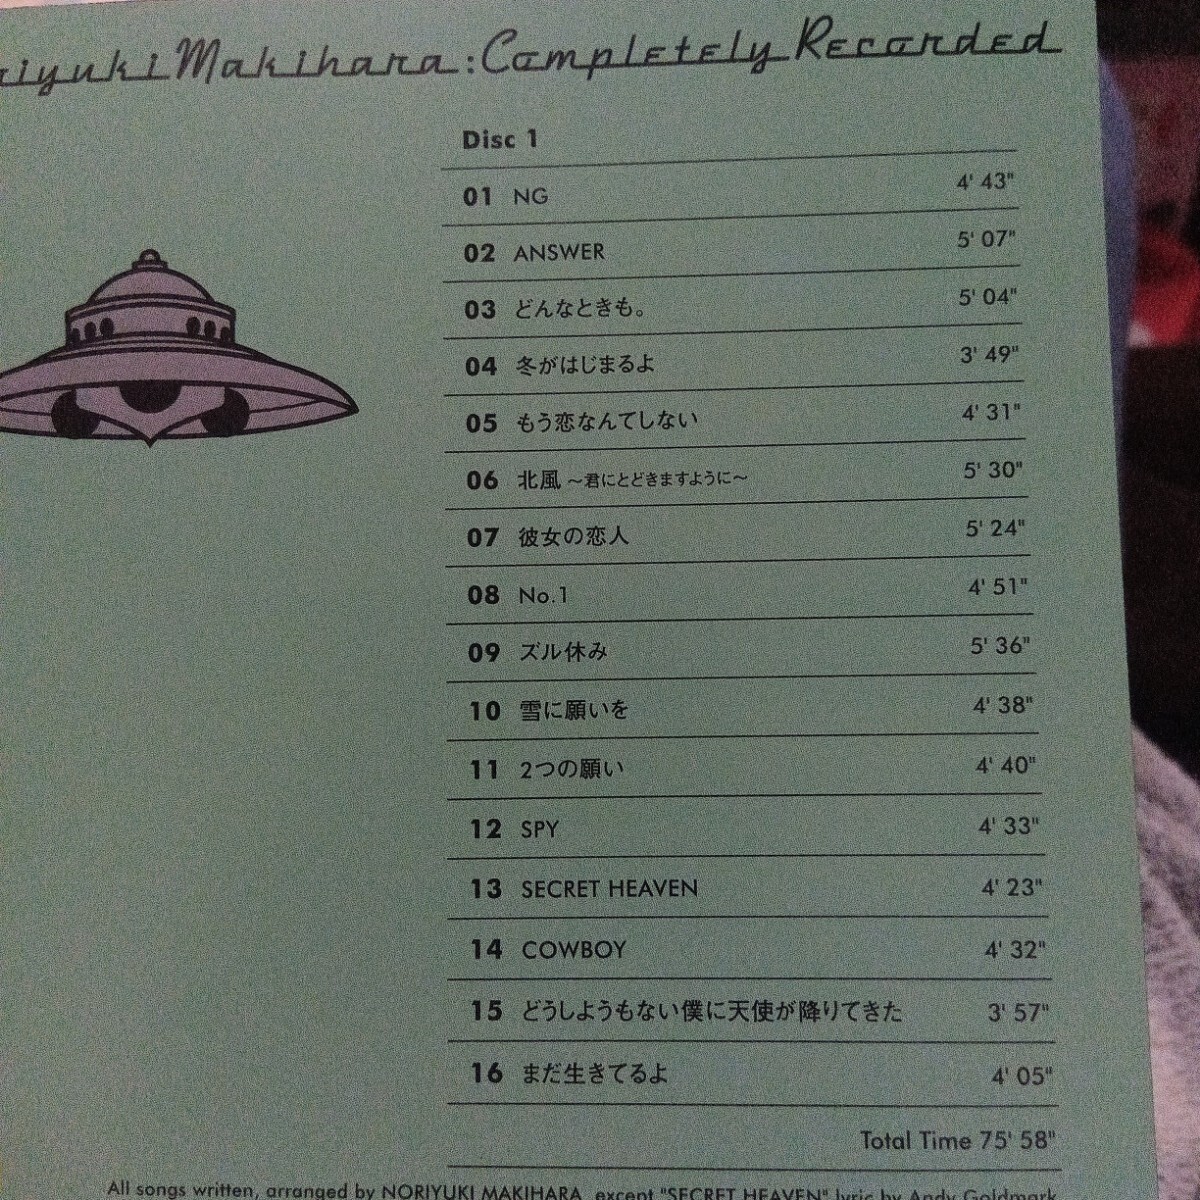 riyuki Makihara : Completely Recorded
Disc 1
01 NG 4' 43"
02 ANSWER 5' 07"
03 どんなときも。 5' 04"
04 冬がはじまるよ 3' 49"
05 もう恋なんてしない 4' 31"
06 北風 ～君にとどきますように～ 5' 30"
07 彼女の恋人 5' 24"
08 No.1 4' 51"
09 ズル休み 5' 36"
10 雪に願いを 4' 38"
11 2つの願い 4' 40"
12 SPY 4' 33"
13 SECRET HEAVEN 4' 23"
14 COWBOY 4' 32"
15 どうしようもない僕に天使が降りてきた 3' 57"
16 まだ生きてるよ 4' 05"
Total Time 75' 58"
All songs written, arranged by NORIYUKI MAKIHARA except "SECRET HEAVEN" lyric by Andy Goldmark